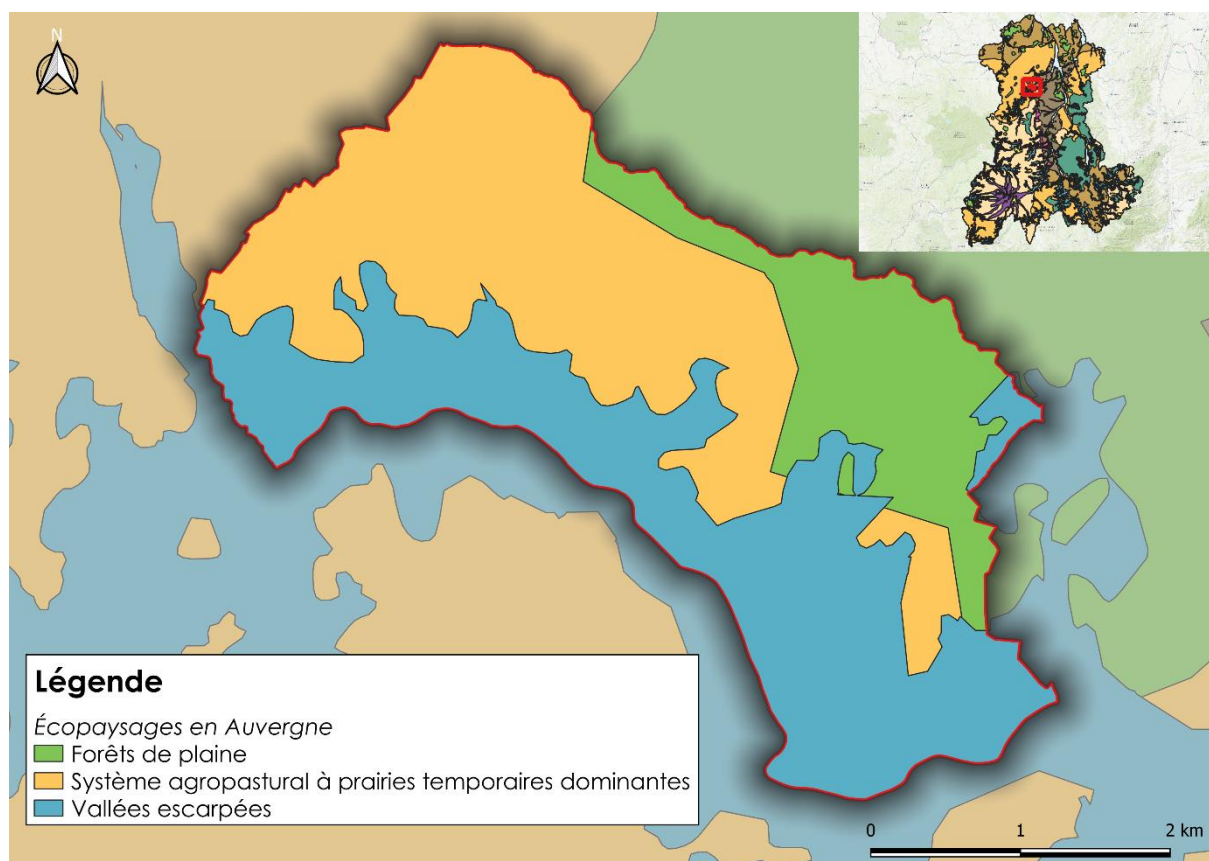 N
Légende
Écopaysages en Auvergne
Forêts de plaine
Système agropastural à prairies temporaires dominantes
Vallées escarpées
0 1 2 km